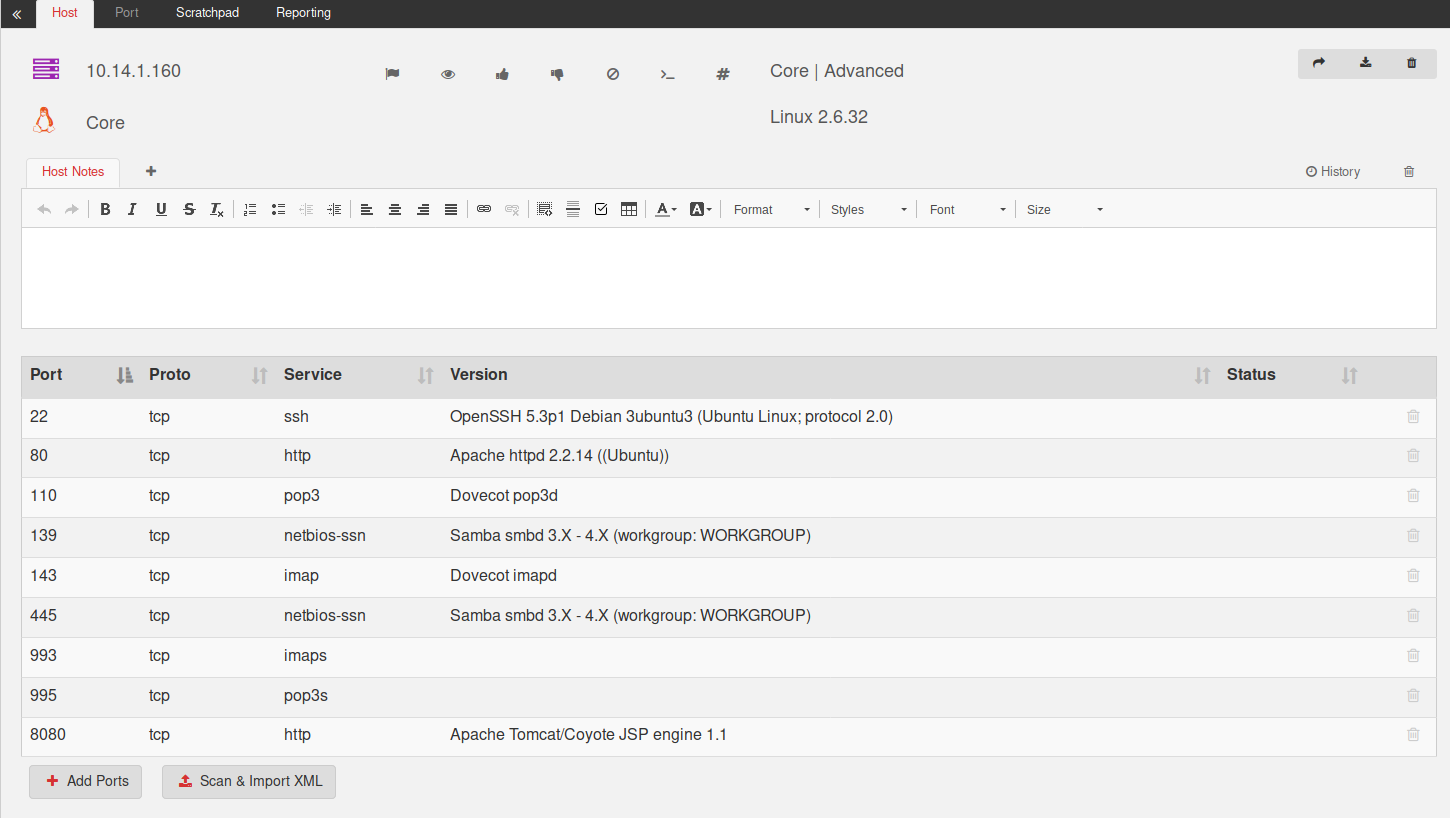 « Host Port Scratchpad Reporting
10.14.1.160 Core | Advanced
Core Linux 2.6.32
Host Notes + History
B I U S Tx A A Format Styles Font Size
Port Proto Service Version Status
22 tcp ssh OpenSSH 5.3p1 Debian 3ubuntu3 (Ubuntu Linux; protocol 2.0)
80 tcp http Apache httpd 2.2.14 ((Ubuntu))
110 tcp pop3 Dovecot pop3d
139 tcp netbios-ssn Samba smbd 3.X - 4.X (workgroup: WORKGROUP)
143 tcp imap Dovecot imapd
445 tcp netbios-ssn Samba smbd 3.X - 4.X (workgroup: WORKGROUP)
993 tcp imaps
995 tcp pop3s
8080 tcp http Apache Tomcat/Coyote JSP engine 1.1
+ Add Ports Scan & Import XML